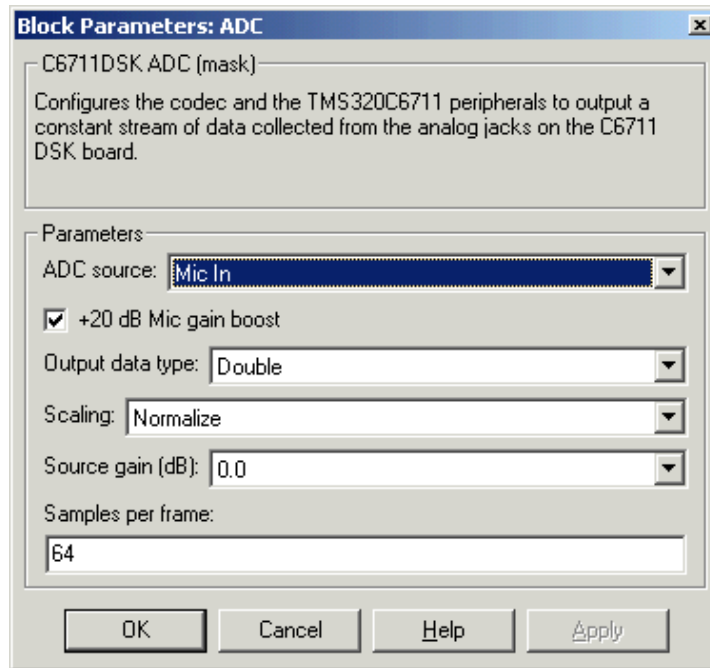 Block Parameters: ADC
C6711DSK ADC (mask)
Configures the codec and the TMS320C6711 peripherals to output a
constant stream of data collected from the analog jacks on the C6711
DSK board.
Parameters
ADC source: Mic In
+20 dB Mic gain boost
Output data type: Double
Scaling: Normalize
Source gain (dB): 0.0
Samples per frame:
64
OK Cancel Help Apply